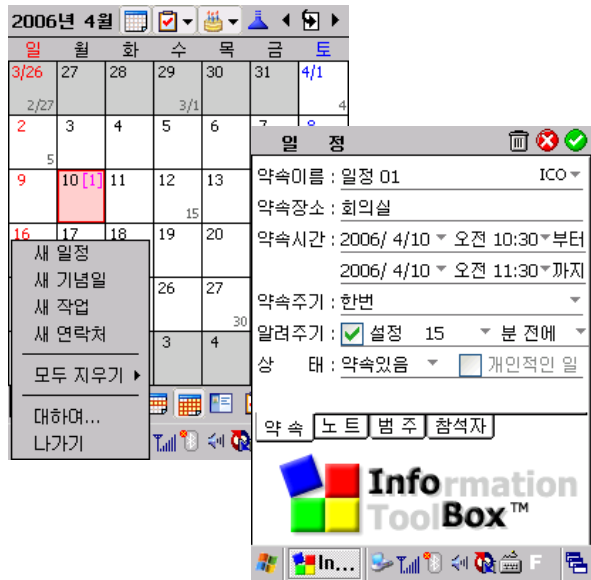 2006년 4월
일 월 화 수 목 금 토
3/26 27 28 29 30 31 4/1
2/27 3/1 4
2 3 4 5 6 7
5
9 10 [1] 11 12 13
15
16 17 18 19 20
26 27
30
3 4
새 일정
새 기념일
새 작업
새 연락처
모두 지우기
대하여...
나가기
일 정
약속이름 : 일정 01 ICO
약속장소 : 회의실
약속시간 : 2006/ 4/10 오전 10:30 부터
2006/ 4/10 오전 11:30 까지
약속주기 : 한번
알려주기 : 설정 15 분 전에
상 태 : 약속있음 개인적인 일
약 속 노 트 범 주 참석자
Information
ToolBox™
In... F